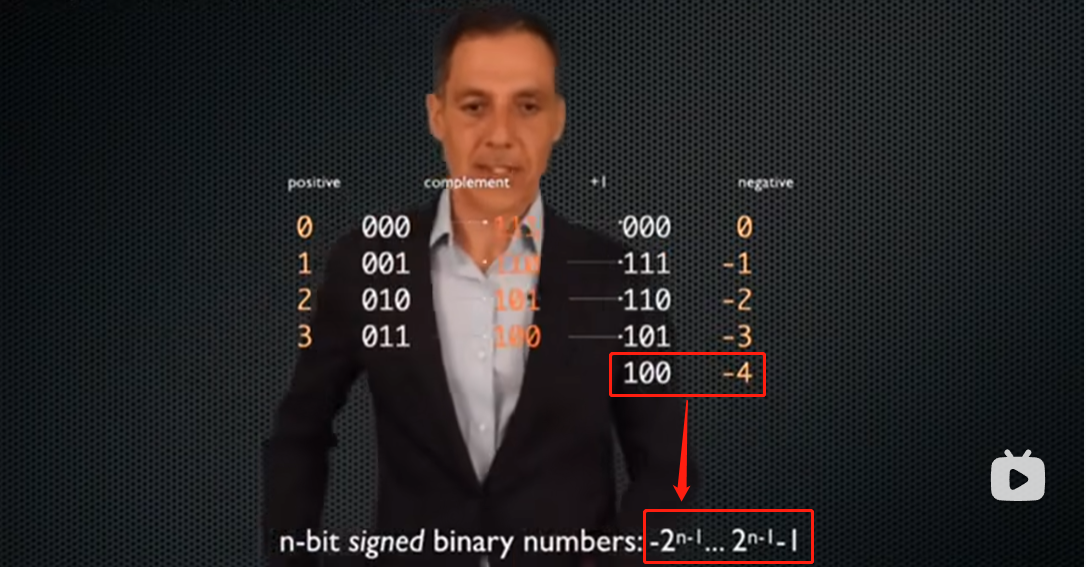 positive complement +1 negative
0 000 111 000 0
1 001 110 111 -1
2 010 101 110 -2
3 011 100 101 -3
100 -4
n-bit signed binary numbers: -2ⁿ⁻¹... 2ⁿ⁻¹-1